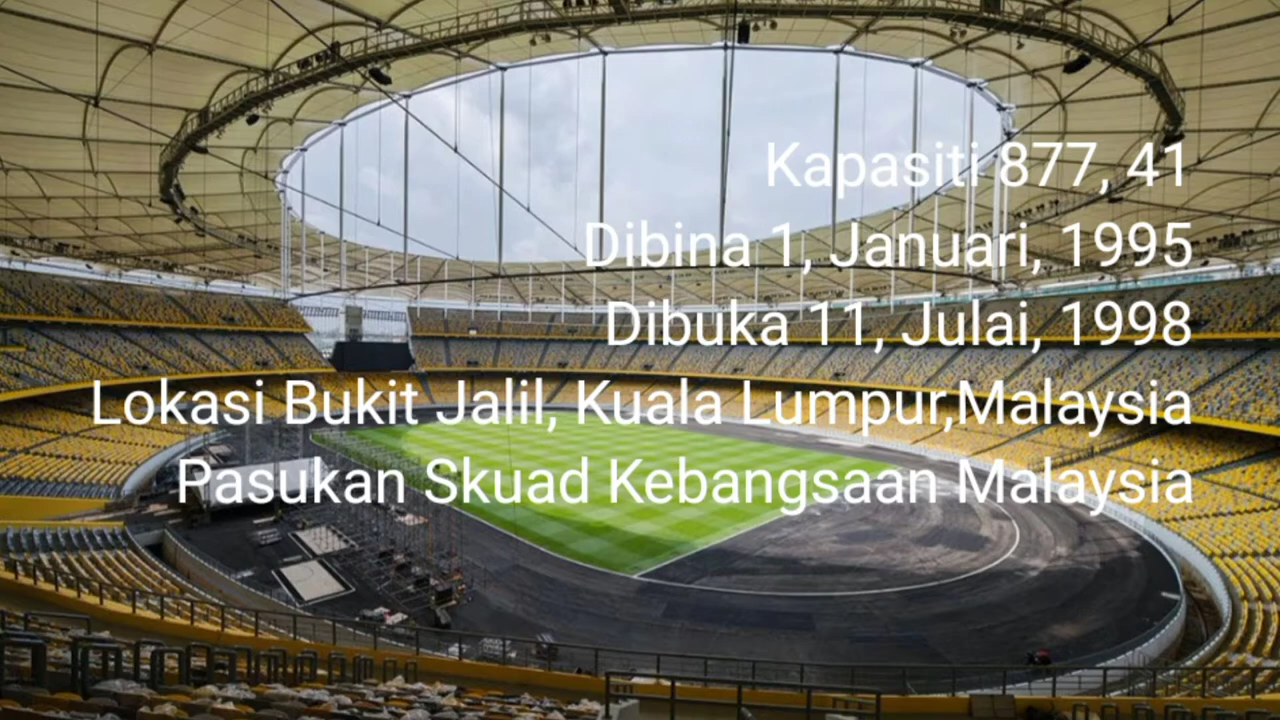 Kapasiti 877, 41
Dibina 1, Januari, 1995
Dibuka 11, Julai, 1998
Lokasi Bukit Jalil, Kuala Lumpur,Malaysia
Pasukan Skuad Kebangsaan Malaysia